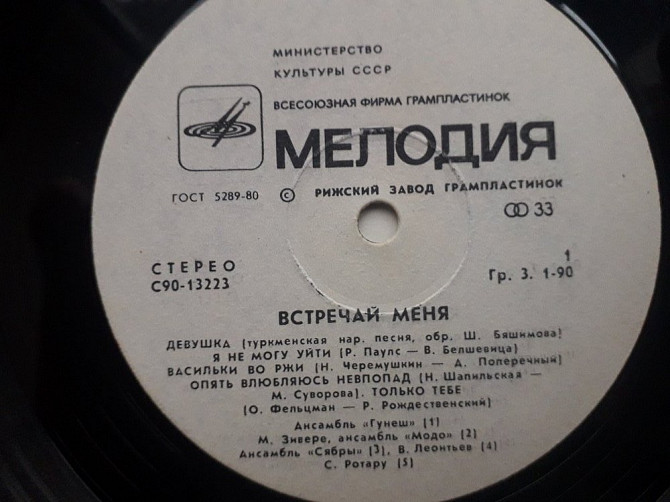 МИНИСТЕРСТВО
КУЛЬТУРЫ СССР
ВСЕСОЮЗНАЯ ФИРМА ГРАМПЛАСТИНОК
МЕЛОДИЯ
ГОСТ 5289-80 © РИЖСКИЙ ЗАВОД ГРАМПЛАСТИНОК
33
СТЕРЕО
С90-13223
1
Гр. 3. 1-90
ВСТРЕЧАЙ МЕНЯ
ДЕВУШКА (туркменская нар. песня, обр. Ш. Бяшимова)
Я НЕ МОГУ УЙТИ (Р. Паулс — В. Белшевица)
ВАСИЛЬКИ ВО РЖИ (Н. Черемушкин — А. Поперечный)
ОПЯТЬ ВЛЮБЛЯЮСЬ НЕВПОПАД (Н. Шапильская —
М. Суворова). ТОЛЬКО ТЕБЕ
(О. Фельцман — Р. Рождественский)
Ансамбль «Гунеш» (1)
М. Зивере, ансамбль «Модо» (2)
Ансамбль «Сябры» (3), В. Леонтьев (4)
С. Ротару (5)